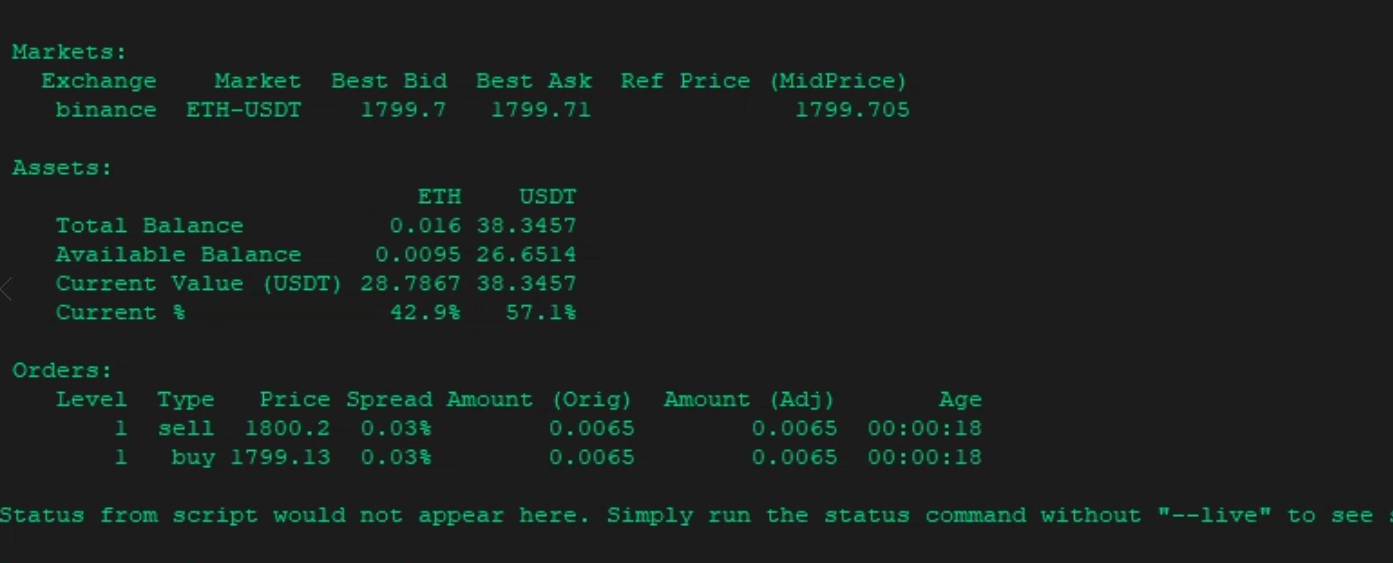 Markets:
Exchange Market Best Bid Best Ask Ref Price (MidPrice)
binance ETH-USDT 1799.7 1799.71 1799.705
Assets:
ETH USDT
Total Balance 0.016 38.3457
Available Balance 0.0095 26.6514
Current Value (USDT) 28.7867 38.3457
Current % 42.9% 57.1%
Orders:
Level Type Price Spread Amount (Orig) Amount (Adj) Age
1 sell 1800.2 0.03% 0.0065 0.0065 00:00:18
1 buy 1799.13 0.03% 0.0065 0.0065 00:00:18
Status from script would not appear here. Simply run the status command without "--live" to see